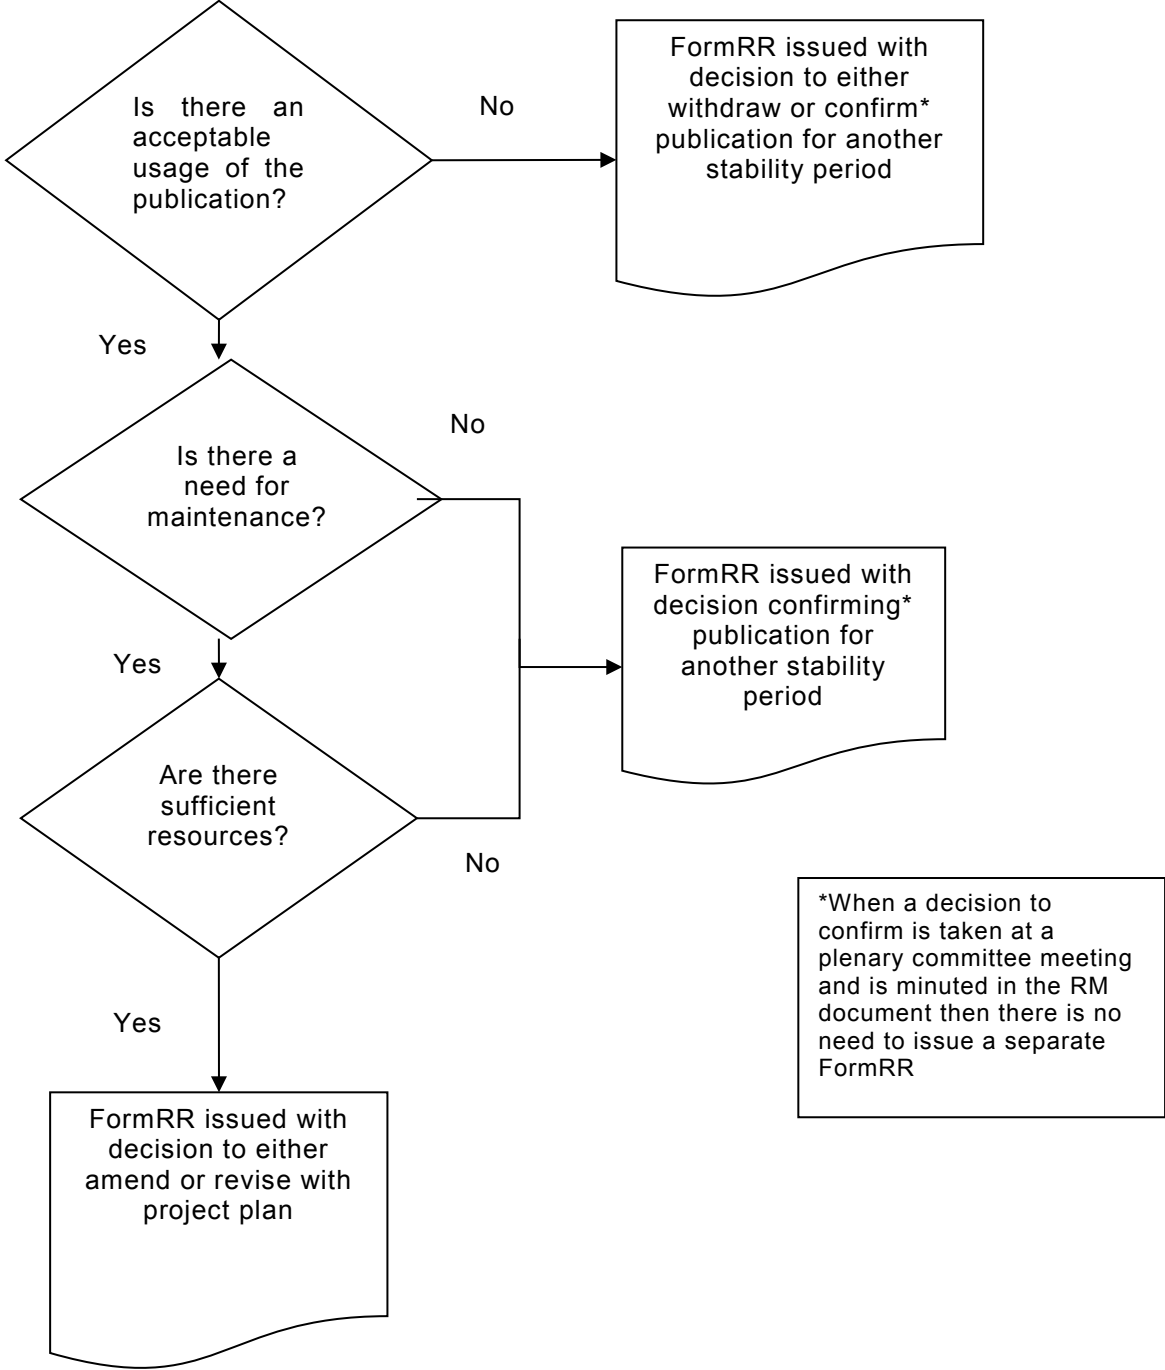 Is there an
acceptable
usage of the
publication?
No
FormRR issued with
decision to either
withdraw or confirm*
publication for another
stability period
Yes
Is there a
need for
maintenance?
No
FormRR issued with
decision confirming*
publication for
another stability
period
Yes
Are there
sufficient
resources?
No
*When a decision to
confirm is taken at a
plenary committee meeting
and is minuted in the RM
document then there is no
need to issue a separate
FormRR
Yes
FormRR issued with
decision to either
amend or revise with
project plan